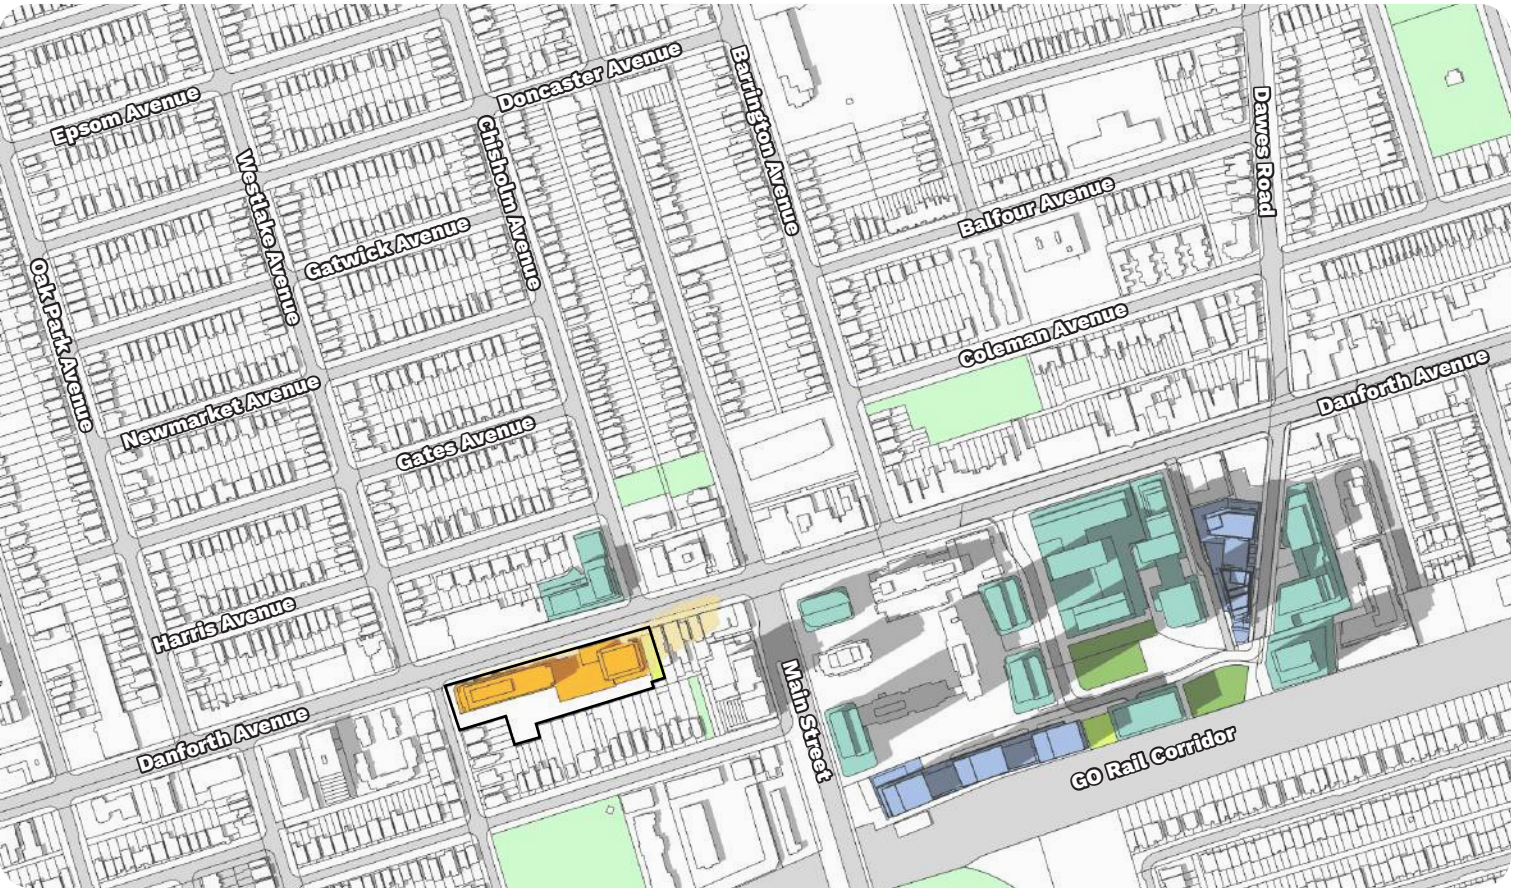 Epsom Avenue
Doncaster Avenue
Barrington Avenue
Dawes Road
Chisholm Avenue
Westlake Avenue
Gatwick Avenue
Balfour Avenue
Oak Park Avenue
Coleman Avenue
Newmarket Avenue
Danforth Avenue
Gates Avenue
Harris Avenue
Danforth Avenue
Main Street
GO Rail Corridor